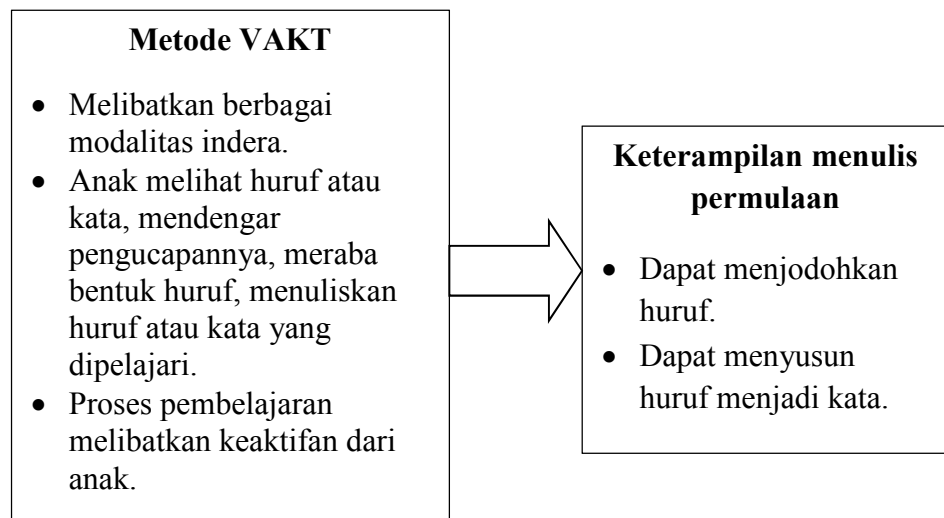 Metode VAKT
• Melibatkan berbagai
modalitas indera.
• Anak melihat huruf atau
kata, mendengar
pengucapannya, meraba
bentuk huruf, menuliskan
huruf atau kata yang
dipelajari.
• Proses pembelajaran
melibatkan keaktifan dari
anak.
Keterampilan menulis
permulaan
• Dapat menjodohkan
huruf.
• Dapat menyusun
huruf menjadi kata.